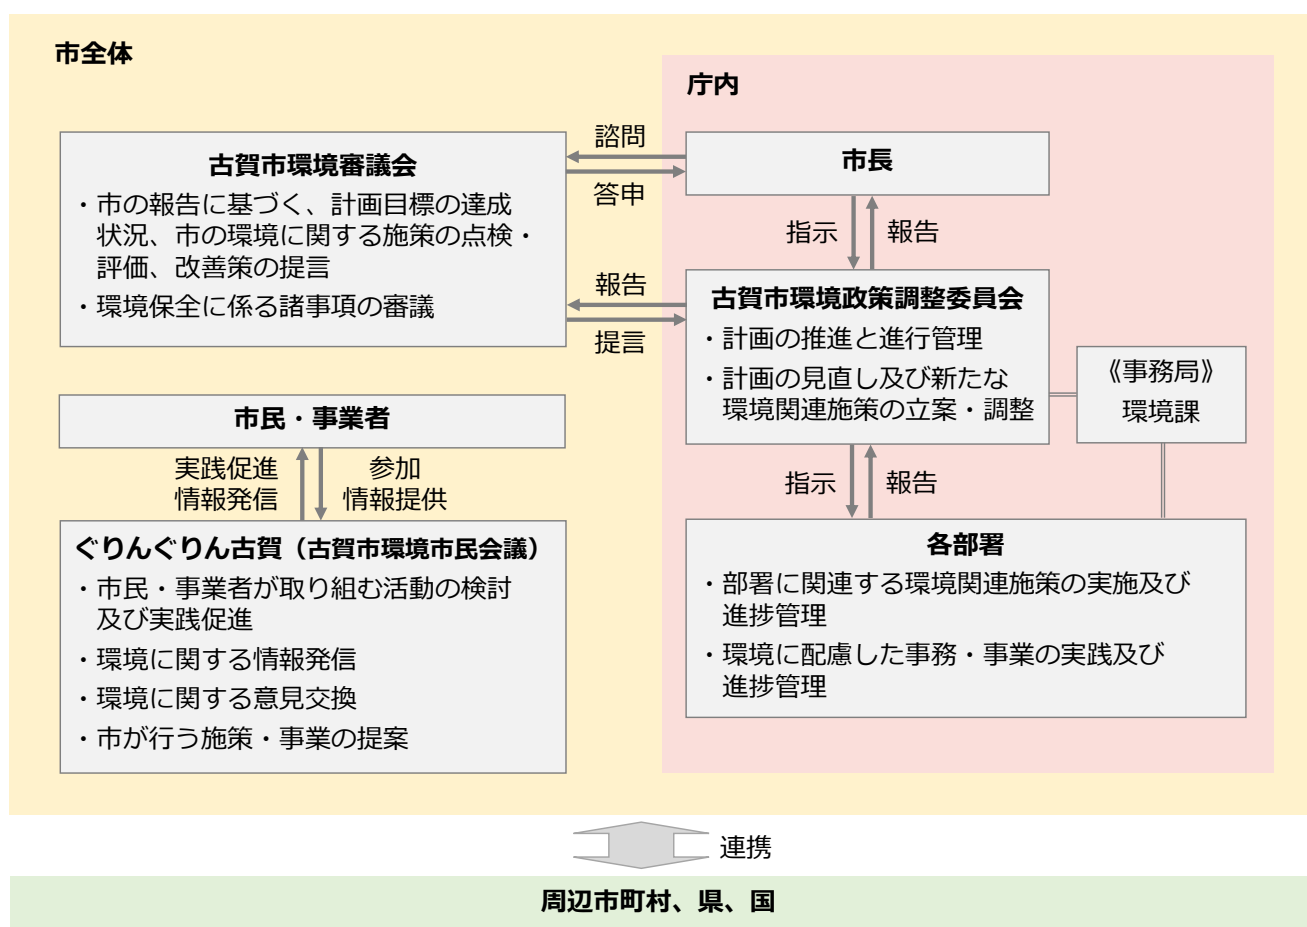 市全体
庁内
古賀市環境審議会
・市の報告に基づく、計画目標の達成
状況、市の環境に関する施策の点検・
評価、改善策の提言
・環境保全に係る諸事項の審議
諮問
答申
市長
指示
報告
報告
提言
古賀市環境政策調整委員会
・計画の推進と進行管理
・計画の見直し及び新たな
環境関連施策の立案・調整
《事務局》
環境課
市民・事業者
実践促進
情報発信
参加
情報提供
指示
報告
ぐりんぐりん古賀（古賀市環境市民会議）
・市民・事業者が取り組む活動の検討
及び実践促進
・環境に関する情報発信
・環境に関する意見交換
・市が行う施策・事業の提案
各部署
・部署に関連する環境関連施策の実施及び
進捗管理
・環境に配慮した事務・事業の実践及び
進捗管理
連携
周辺市町村、県、国